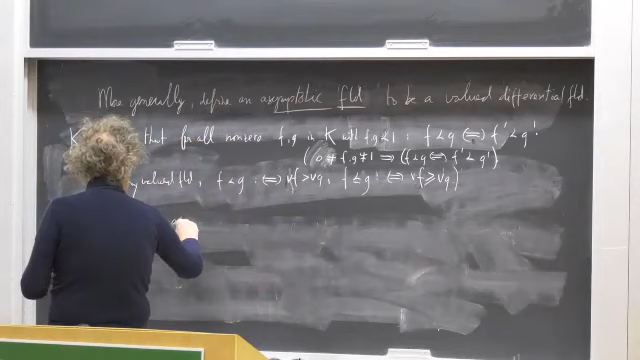 More generally, define an asymptotic fld to be a valued differential fld.
K that for all nonzero f, g in K with f, g ≺ 1 : f ≺ g ⟺ f' ≺ g'.
(0 ≠ f, g ≺ 1 ⟹ (f ≺ g ⟺ f' ≺ g')
valued fld, f ≺ g :⟺ vf > vg, f ≼ g :⟺ vf ≥ vg)